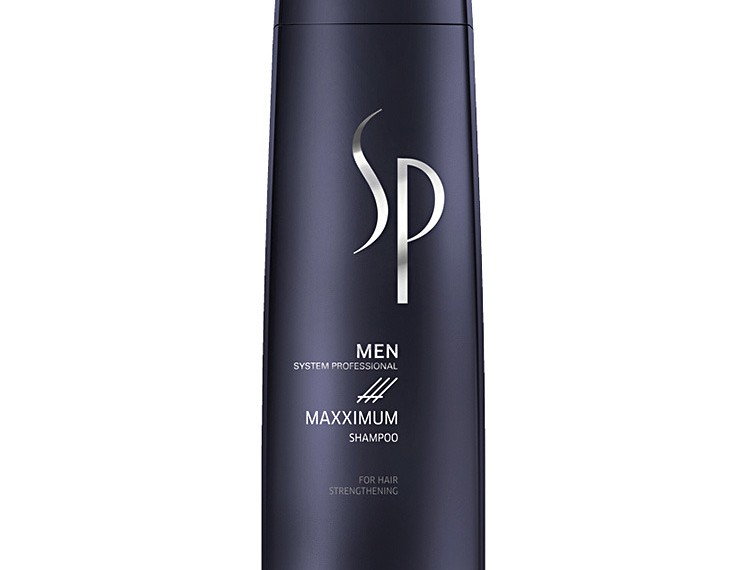 SP
MEN
SYSTEM PROFESSIONAL
MAXXIMUM
SHAMPOO
FOR HAIR
STRENGTHENING